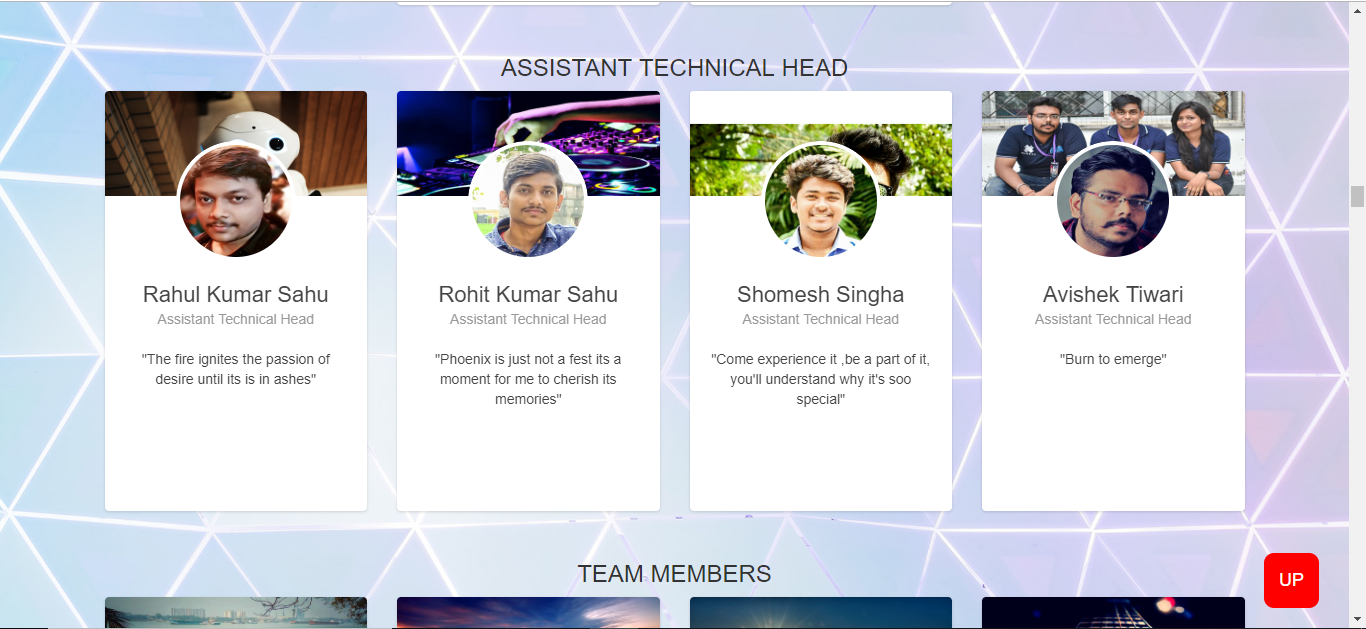 ASSISTANT TECHNICAL HEAD
Rahul Kumar Sahu
Assistant Technical Head
"The fire ignites the passion of
desire until its is in ashes"
Rohit Kumar Sahu
Assistant Technical Head
"Phoenix is just not a fest its a
moment for me to cherish its
memories"
Shomesh Singha
Assistant Technical Head
"Come experience it ,be a part of it,
you'll understand why it's soo
special"
Avishek Tiwari
Assistant Technical Head
"Burn to emerge"
TEAM MEMBERS
UP